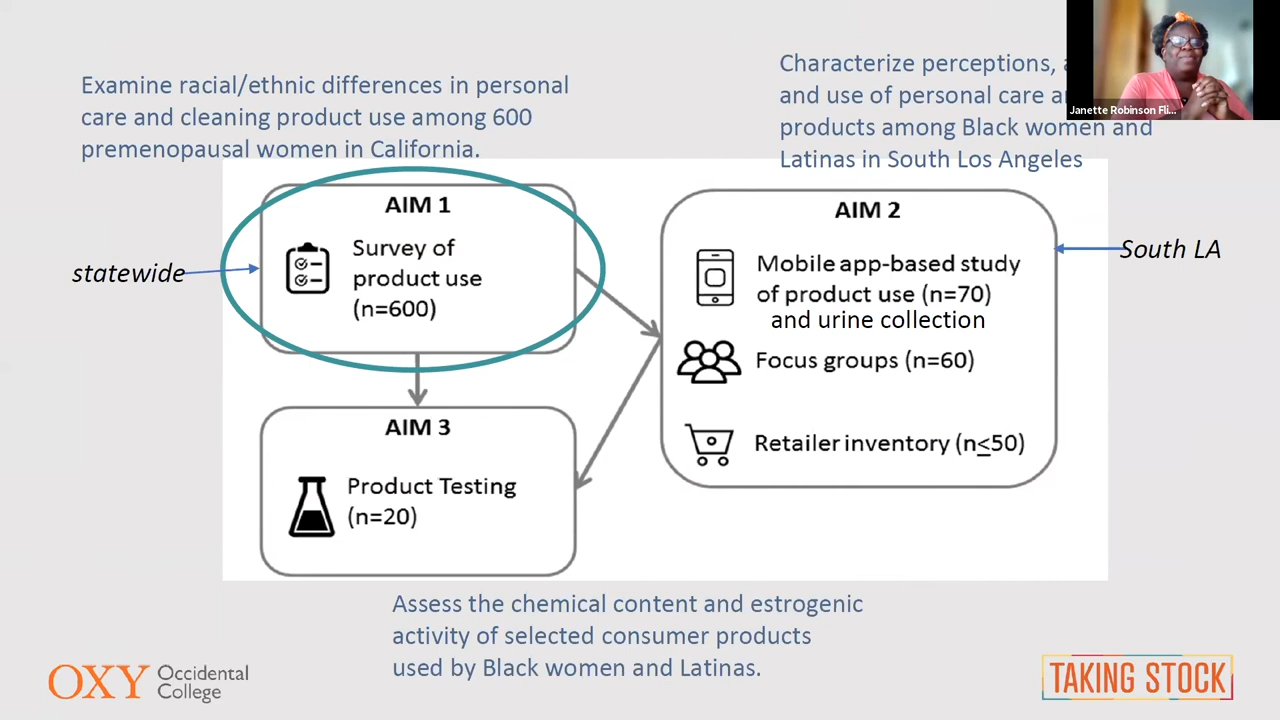 Examine racial/ethnic differences in personal
care and cleaning product use among 600
premenopausal women in California.
Characterize perceptions,
and use of personal care
products among Black women and
Latinas in South Los Angeles
Janette Robinson Fli...
AIM 1
Survey of
product use
(n=600)
statewide
AIM 2
Mobile app-based study
of product use (n=70)
and urine collection
Focus groups (n=60)
Retailer inventory (n≤50)
South LA
AIM 3
Product Testing
(n=20)
Assess the chemical content and estrogenic
activity of selected consumer products
used by Black women and Latinas.
OXY Occidental
College
TAKING STOCK